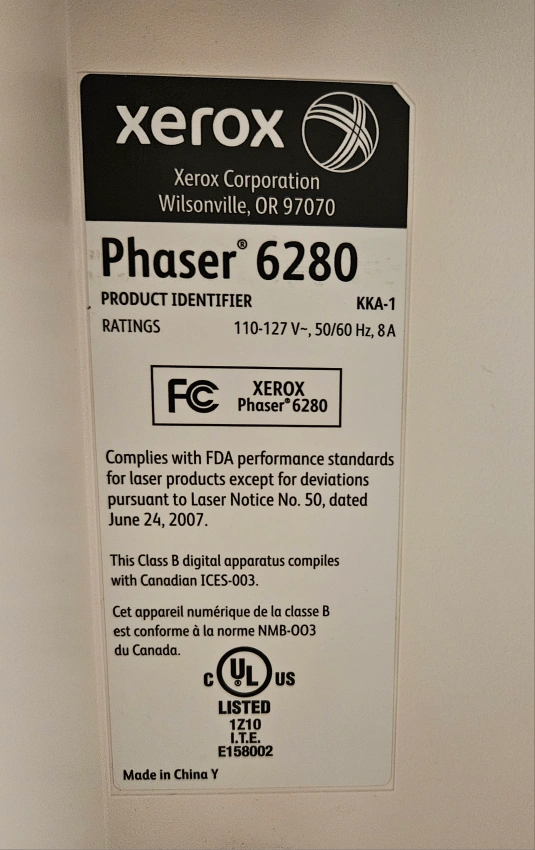 xerox
Xerox Corporation
Wilsonville, OR 97070
Phaser® 6280
PRODUCT IDENTIFIER KKA-1
RATINGS 110-127 V~, 50/60 Hz, 8 A
FC XEROX
Phaser® 6280
Complies with FDA performance standards
for laser products except for deviations
pursuant to Laser Notice No. 50, dated
June 24, 2007.
This Class B digital apparatus compiles
with Canadian ICES-003.
Cet appareil numérique de la classe B
est conforme à la norme NMB-003
du Canada.
C UL® US
LISTED
1Z10
I.T.E.
E158002
Made in China Y